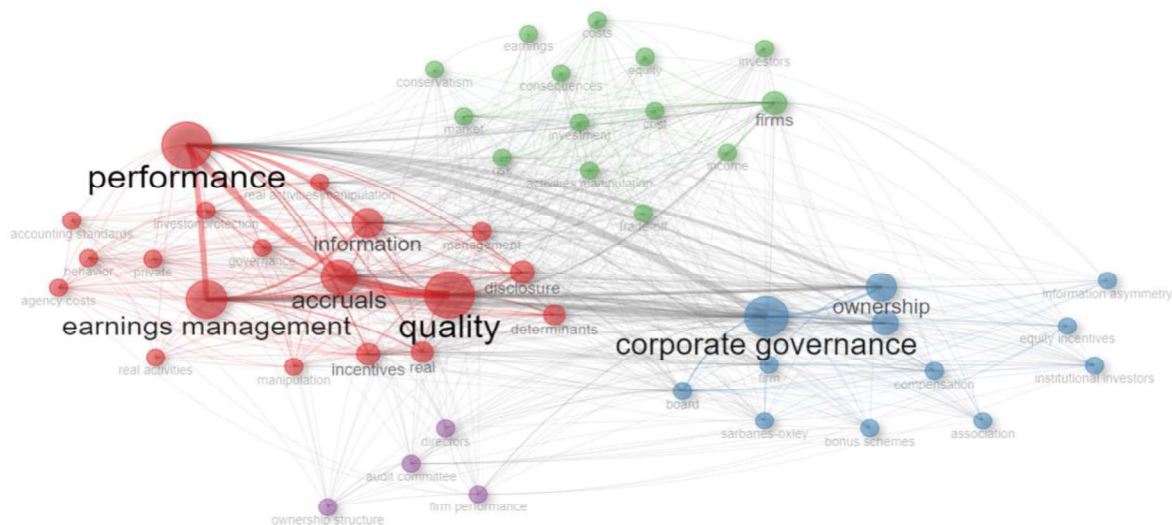 costs
earnings
investors
equity
conservatism
consequences
firms
market
cost
investment
income
risk
activities manipulation
performance
real activities manipulation
trade-off
investor protection
accounting standards
information
management
governance
behavior
private
disclosure
agency costs
accruals
information asymmetry
ownership
earnings management
quality
determinants
equity incentives
corporate governance
real activities
manipulation
incentives
real
firm
compensation
institutional investors
board
sarbanes-oxley
bonus schemes
association
directors
audit committee
firm performance
ownership structure